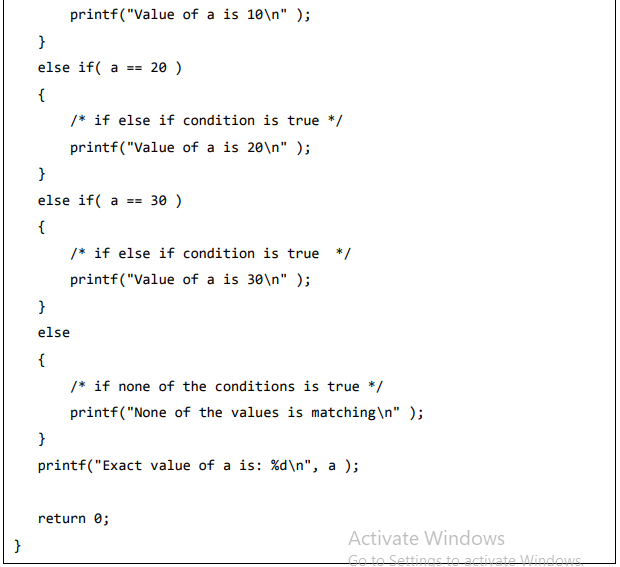 printf("Value of a is 10\n" );
}
else if( a == 20 )
{
/* if else if condition is true */
printf("Value of a is 20\n" );
}
else if( a == 30 )
{
/* if else if condition is true  */
printf("Value of a is 30\n" );
}
else
{
/* if none of the conditions is true */
printf("None of the values is matching\n" );
}
printf("Exact value of a is: %d\n", a );
return 0;
}
Activate Windows
Go to Settings to activate Windows.